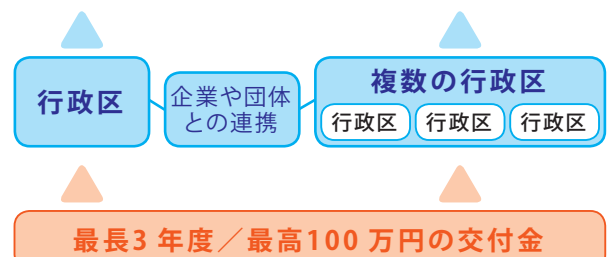 行政区
企業や団体
との連携
複数の行政区
行政区 行政区 行政区
最長3年度／最高100万円の交付金